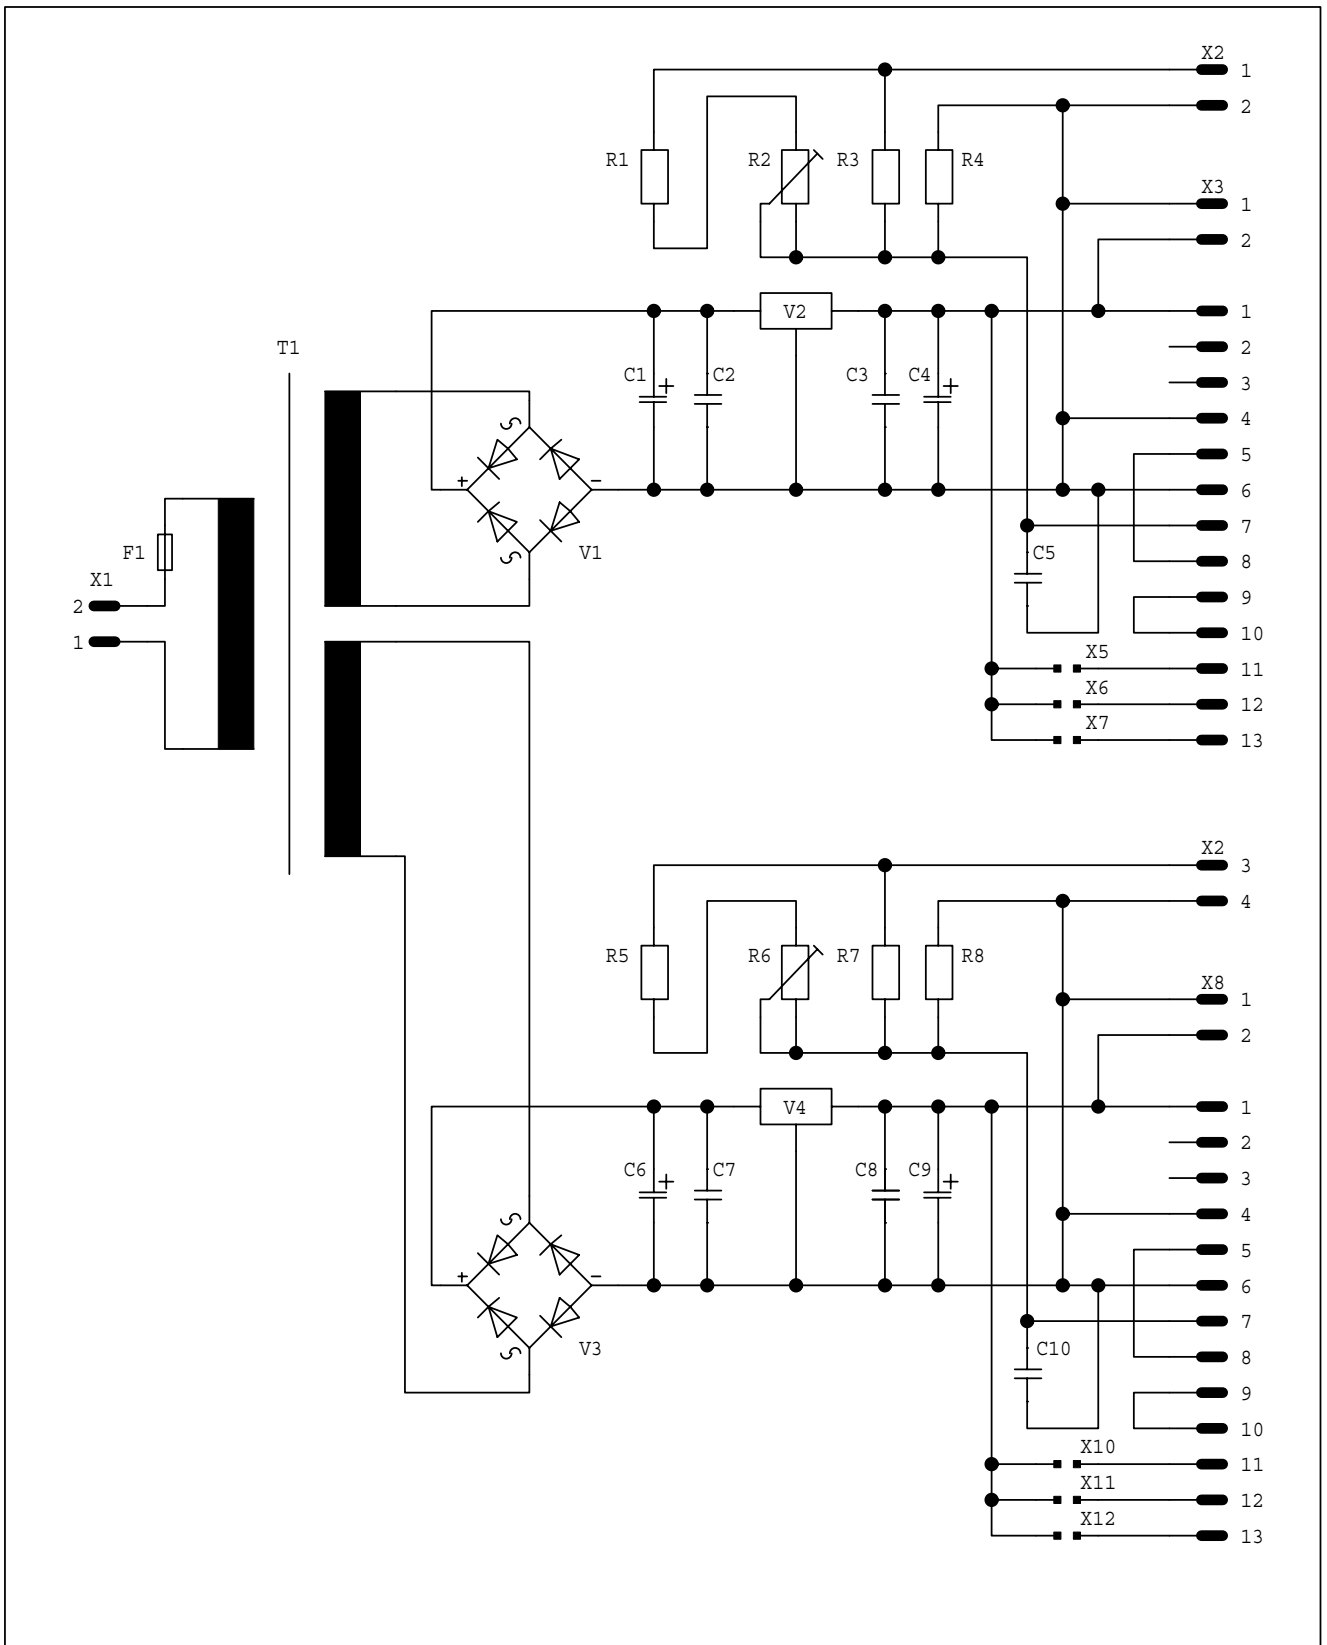 X2
1
2
R1 R2 R3 R4
X3
1
2
V2 1
T1 2
C1 + C2 C3 C4 + 3
4
5
+ - 6
7
F1 V1 C5 8
X1 9
2 10
1 X5 11
X6 12
X7 13
X2
3
4
R5 R6 R7 R8
X8
1
2
V4 1
2
C6 + C7 C8 C9 + 3
4
5
+ - 6
7
V3 C10 8
9
10
X10 11
X11 12
X12 13